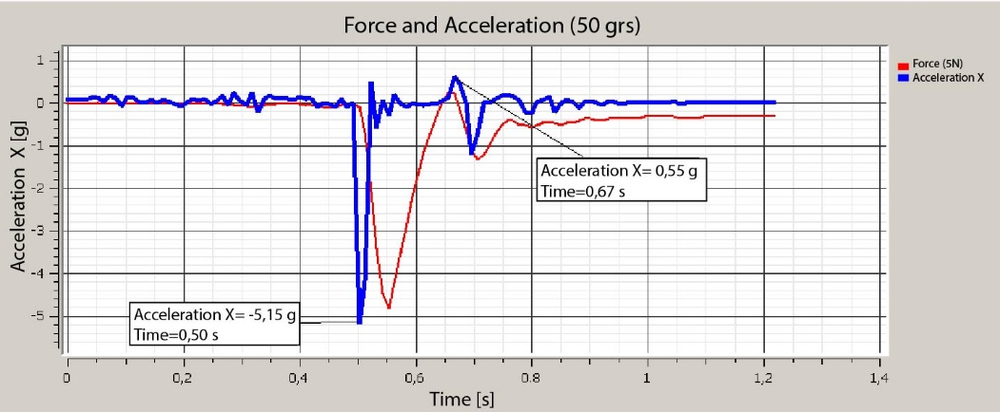 Force and Acceleration (50 grs)
Force (5N)
Acceleration X
Acceleration X [g]
1
0
-1
-2
-3
-4
-5
Acceleration X= 0,55 g
Time=0,67 s
Acceleration X= -5,15 g
Time=0,50 s
0 0,2 0,4 0,6 0.8 1 1,2 1,4
Time [s]